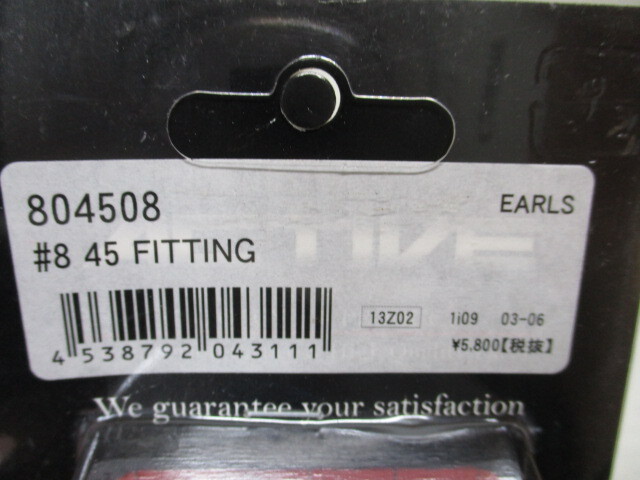 804508
EARLS
#8 45 FITTING
13Z02
1i09 03-06
¥5,800【税抜】
4 538792 043111
We guarantee your satisfaction